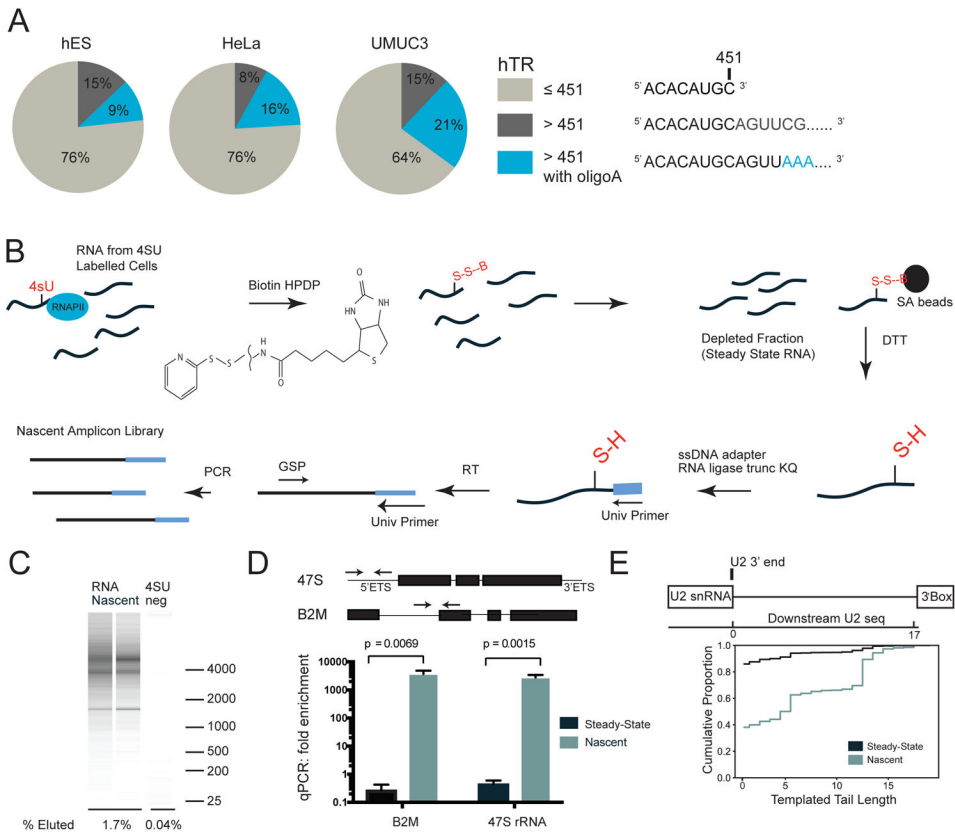 A
hES
HeLa
UMUC3
15%
9%
76%
8%
16%
76%
15%
21%
64%
hTR
≤ 451
> 451
> 451
with oligoA
451
5' ACACAUGC 3'
5' ACACAUGCAGUUCG...... 3'
5' ACACAUGCAGUUAAA.... 3'
B
RNA from 4SU
Labelled Cells
4sU
RNAPII
Biotin HPDP
N
S
S
H
N
O
O
HN
NH
S
S-S--B
Depleted Fraction
(Steady State RNA)
S-S--B
SA beads
DTT
S-H
ssDNA adapter
RNA ligase trunc KQ
S-H
Univ Primer
RT
GSP
Univ Primer
PCR
Nascent Amplicon Library
C
RNA
Nascent
4SU
neg
4000
2000
1000
500
200
25
% Eluted
1.7%
0.04%
D
47S
5'ETS
3'ETS
B2M
p = 0.0069
p = 0.0015
10000
1000
100
10
1
0.1
qPCR: fold enrichment
Steady-State
Nascent
B2M
47S rRNA
E
U2 3' end
U2 snRNA
3'Box
Downstream U2 seq
0
17
Cumulative Proportion
1.0
0.8
0.6
0.4
0.2
0.0
Steady-State
Nascent
0
5
10
15
Templated Tail Length